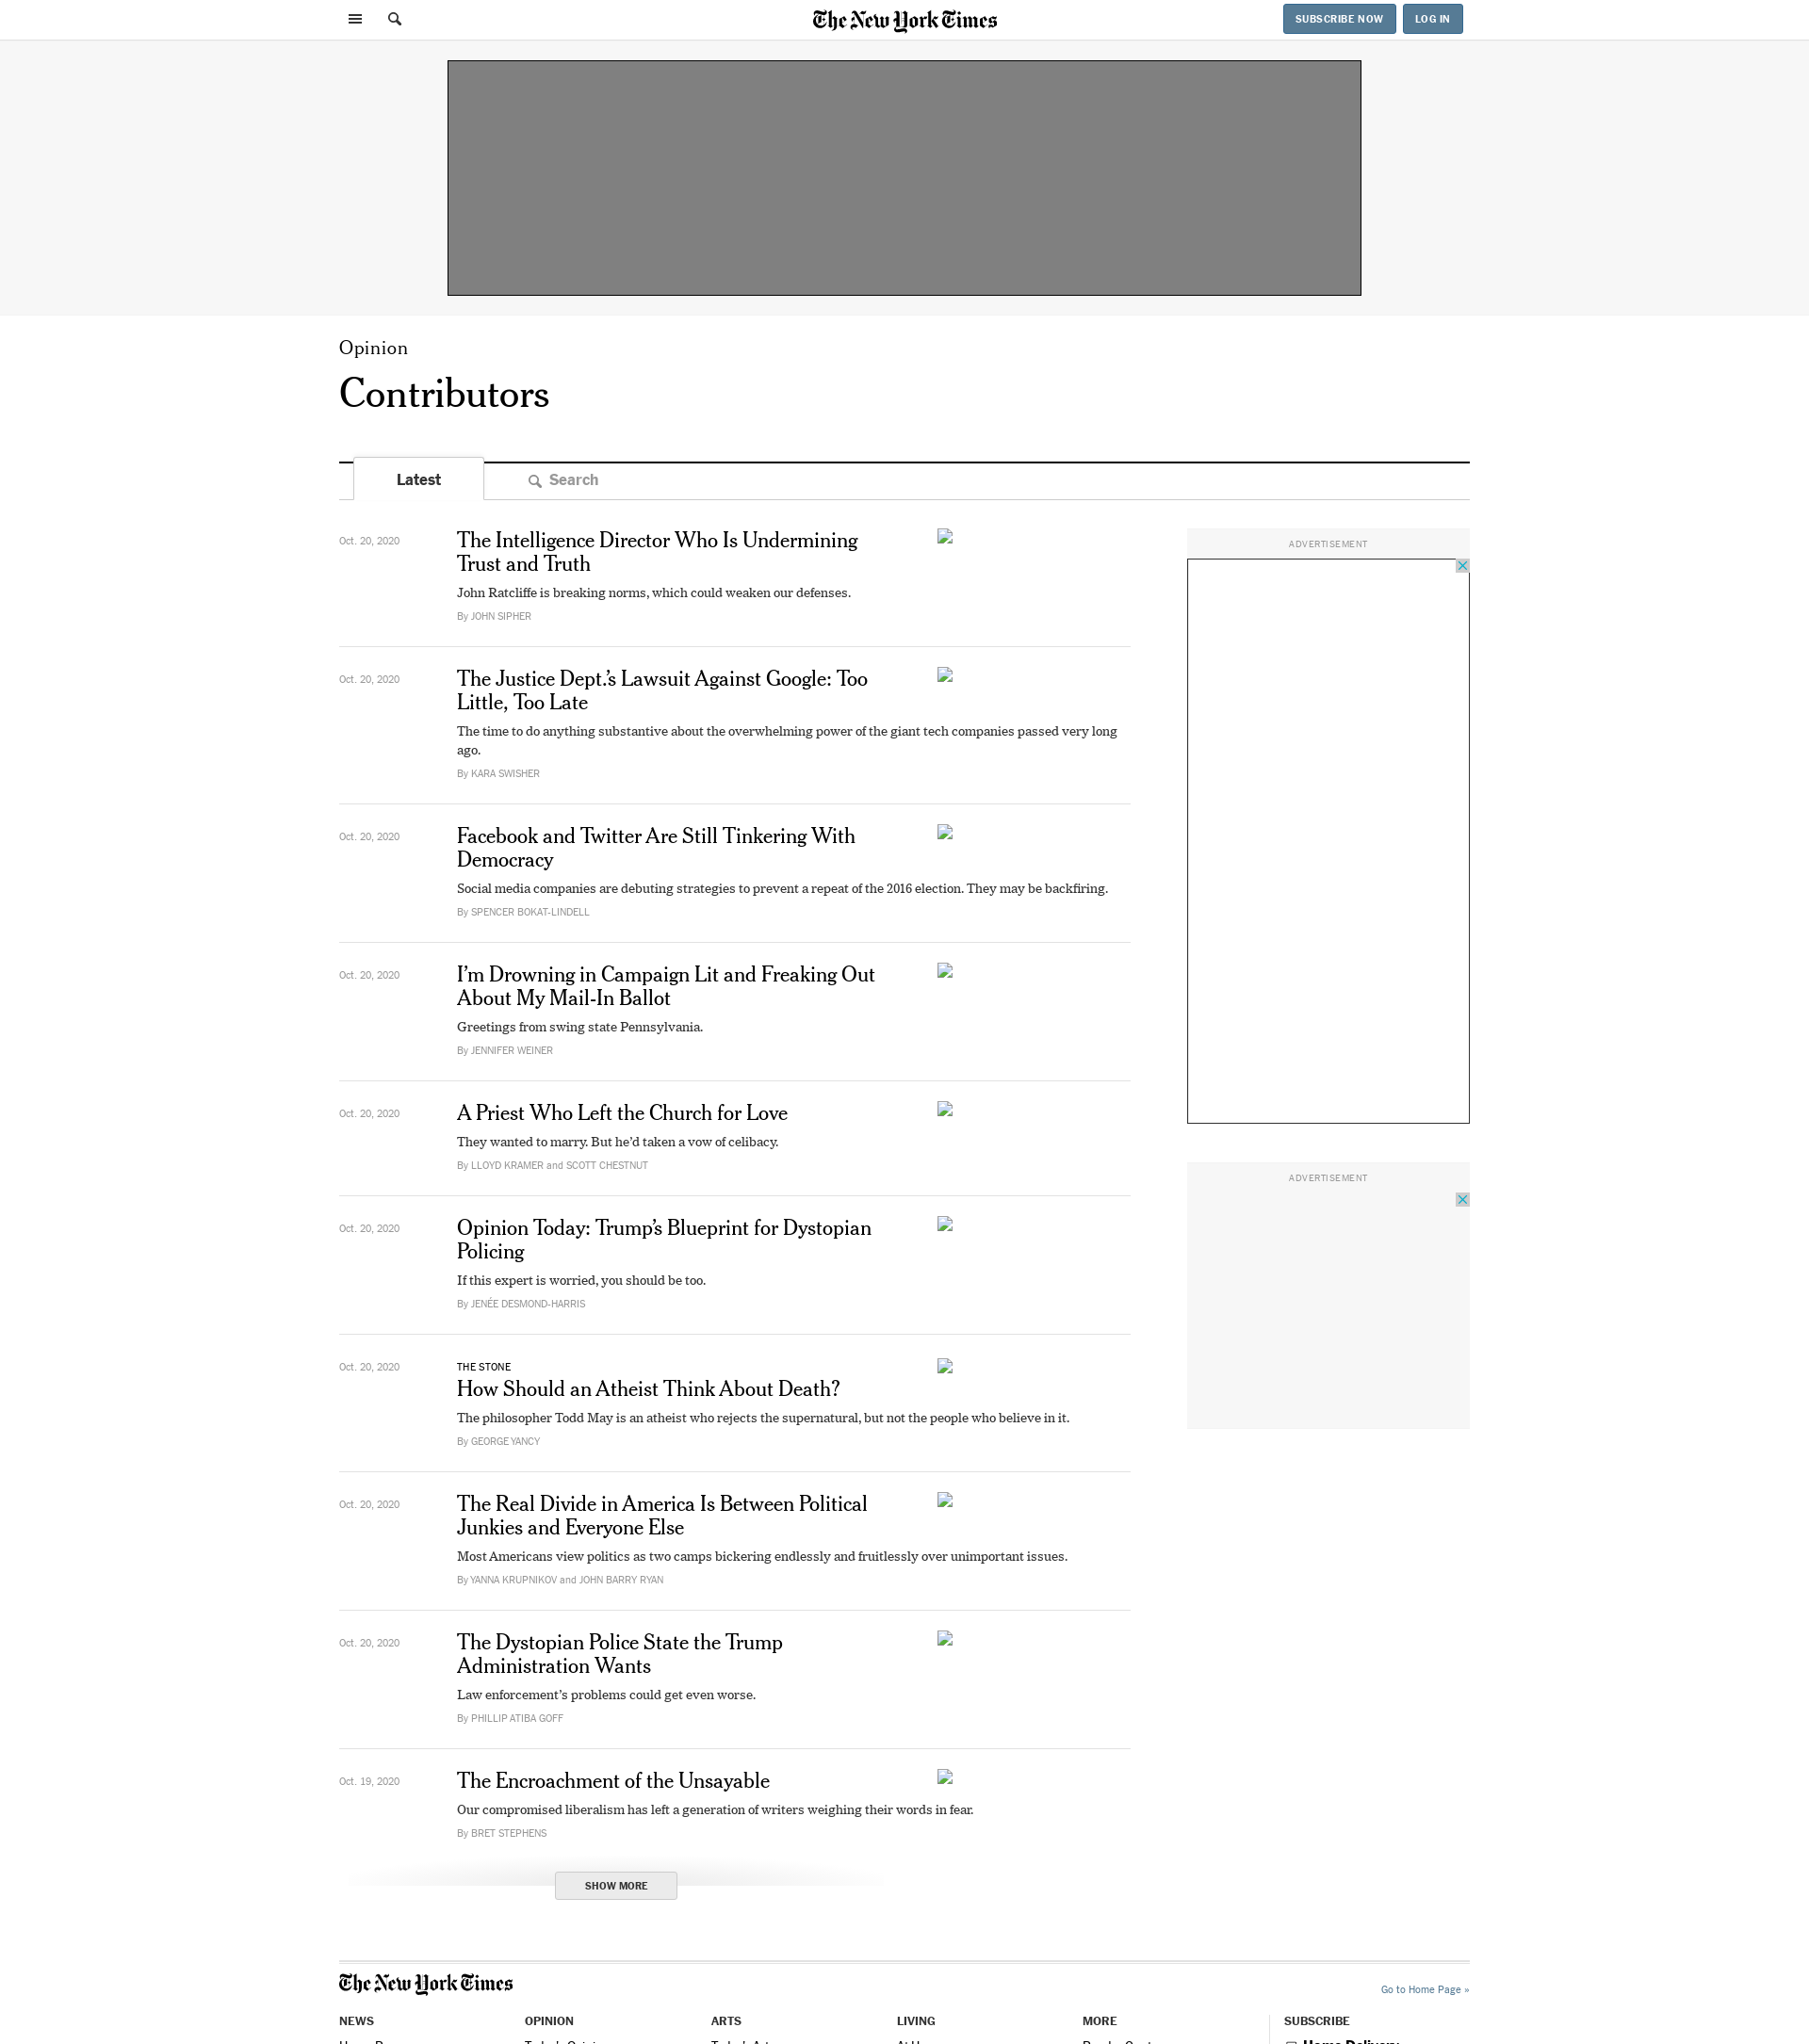 The New York Times
SUBSCRIBE NOW
LOG IN
Opinion
Contributors
Latest
Search
Oct. 20, 2020
The Intelligence Director Who Is Undermining
Trust and Truth
John Ratcliffe is breaking norms, which could weaken our defenses.
By JOHN SIPHER
Oct. 20, 2020
The Justice Dept.’s Lawsuit Against Google: Too
Little, Too Late
The time to do anything substantive about the overwhelming power of the giant tech companies passed very long
ago.
By KARA SWISHER
Oct. 20, 2020
Facebook and Twitter Are Still Tinkering With
Democracy
Social media companies are debuting strategies to prevent a repeat of the 2016 election. They may be backfiring.
By SPENCER BOKAT-LINDELL
Oct. 20, 2020
I’m Drowning in Campaign Lit and Freaking Out
About My Mail-In Ballot
Greetings from swing state Pennsylvania.
By JENNIFER WEINER
Oct. 20, 2020
A Priest Who Left the Church for Love
They wanted to marry. But he’d taken a vow of celibacy.
By LLOYD KRAMER and SCOTT CHESTNUT
Oct. 20, 2020
Opinion Today: Trump’s Blueprint for Dystopian
Policing
If this expert is worried, you should be too.
By JENÉE DESMOND-HARRIS
Oct. 20, 2020
THE STONE
How Should an Atheist Think About Death?
The philosopher Todd May is an atheist who rejects the supernatural, but not the people who believe in it.
By GEORGE YANCY
Oct. 20, 2020
The Real Divide in America Is Between Political
Junkies and Everyone Else
Most Americans view politics as two camps bickering endlessly and fruitlessly over unimportant issues.
By YANNA KRUPNIKOV and JOHN BARRY RYAN
Oct. 20, 2020
The Dystopian Police State the Trump
Administration Wants
Law enforcement’s problems could get even worse.
By PHILLIP ATIBA GOFF
Oct. 19, 2020
The Encroachment of the Unsayable
Our compromised liberalism has left a generation of writers weighing their words in fear.
By BRET STEPHENS
SHOW MORE
ADVERTISEMENT
ADVERTISEMENT
The New York Times
Go to Home Page »
NEWS
OPINION
ARTS
LIVING
MORE
SUBSCRIBE
Home Delivery